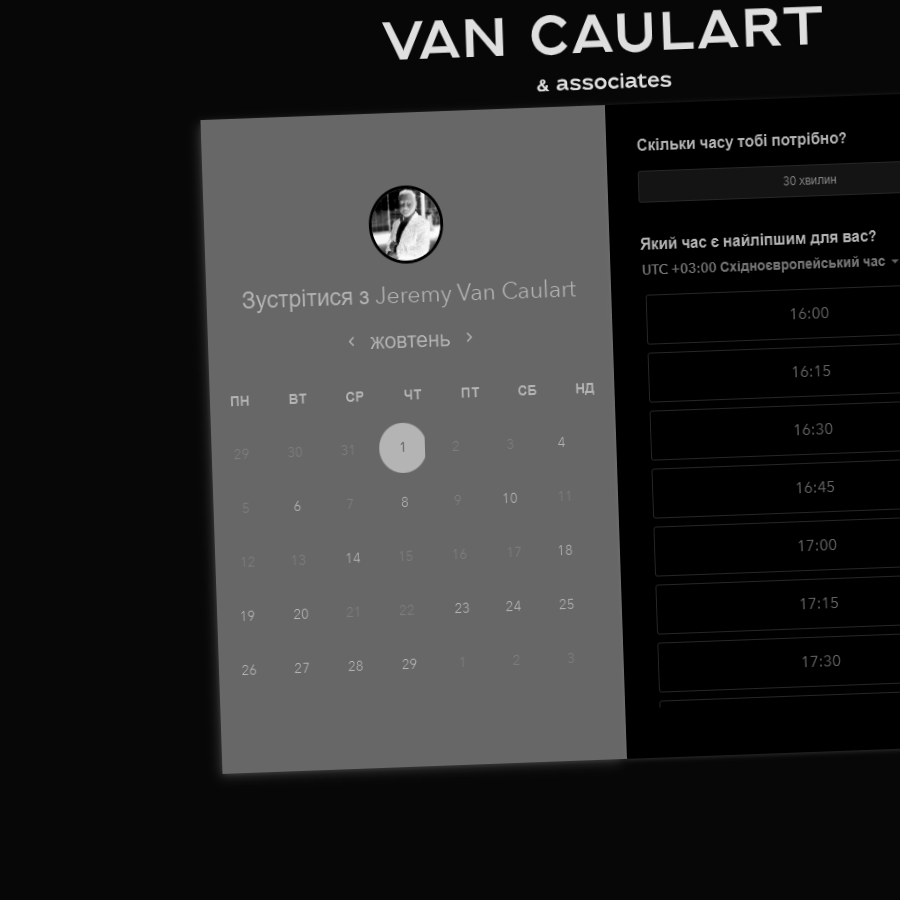 VAN CAULART
& associates
Зустрітися з Jeremy Van Caulart
‹ жовтень ›
ПН ВТ СР ЧТ ПТ СБ НД
29 30 31 1 2 3 4
5 6 7 8 9 10 11
12 13 14 15 16 17 18
19 20 21 22 23 24 25
26 27 28 29 1 2 3
Скільки часу тобі потрібно?
30 хвилин
Який час є найліпшим для вас?
UTC +03:00 Східноєвропейський час
16:00
16:15
16:30
16:45
17:00
17:15
17:30